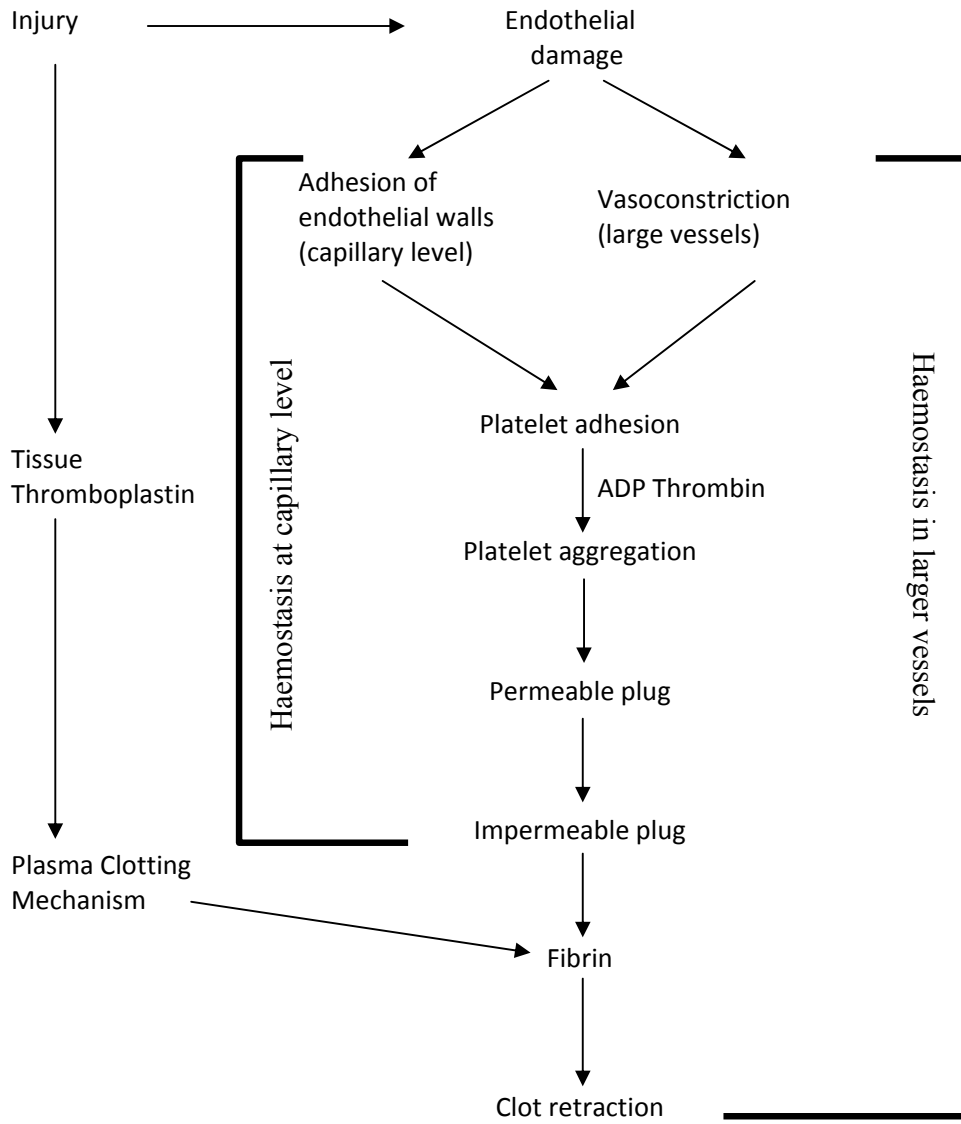 Injury
Endothelial
damage
Adhesion of
endothelial walls
(capillary level)
Vasoconstriction
(large vessels)
Haemostasis at capillary level
Haemostasis in larger vessels
Platelet adhesion
ADP Thrombin
Tissue
Thromboplastin
Platelet aggregation
Permeable plug
Impermeable plug
Plasma Clotting
Mechanism
Fibrin
Clot retraction